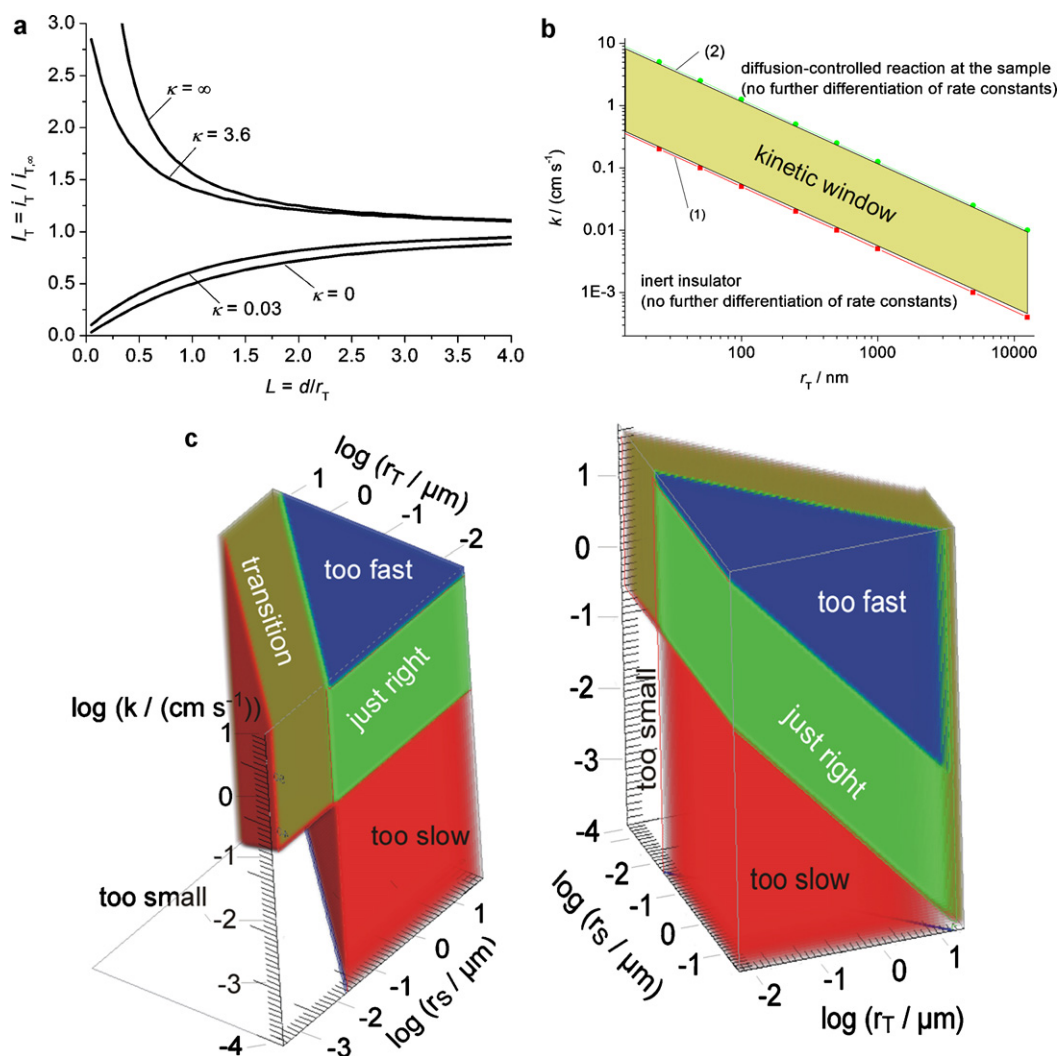 a
3.0
2.5
2.0
1.5
1.0
0.5
0.0
I_T = i_T / i_T,∞
κ = ∞
κ = 3.6
κ = 0.03
κ = 0
0.0 0.5 1.0 1.5 2.0 2.5 3.0 3.5 4.0
L = d/r_T
b
10
1
0.1
0.01
1E-3
k / (cm s⁻¹)
(2)
diffusion-controlled reaction at the sample
(no further differentiation of rate constants)
kinetic window
(1)
inert insulator
(no further differentiation of rate constants)
100 1000 10000
r_T / nm
c
log (r_T / μm)
1 0 -1 -2
too fast
transition
just right
too slow
too small
log (k / (cm s⁻¹))
1
0
-1
-2
-3
-4
-3 -2 -1 0 1
log (r_S / μm)
1
0
-1
-2
-3
-4
too fast
too small
just right
too slow
-2 -1 0 -1
log (r_S / μm)
-2 -1 0 1
log (r_T / μm)